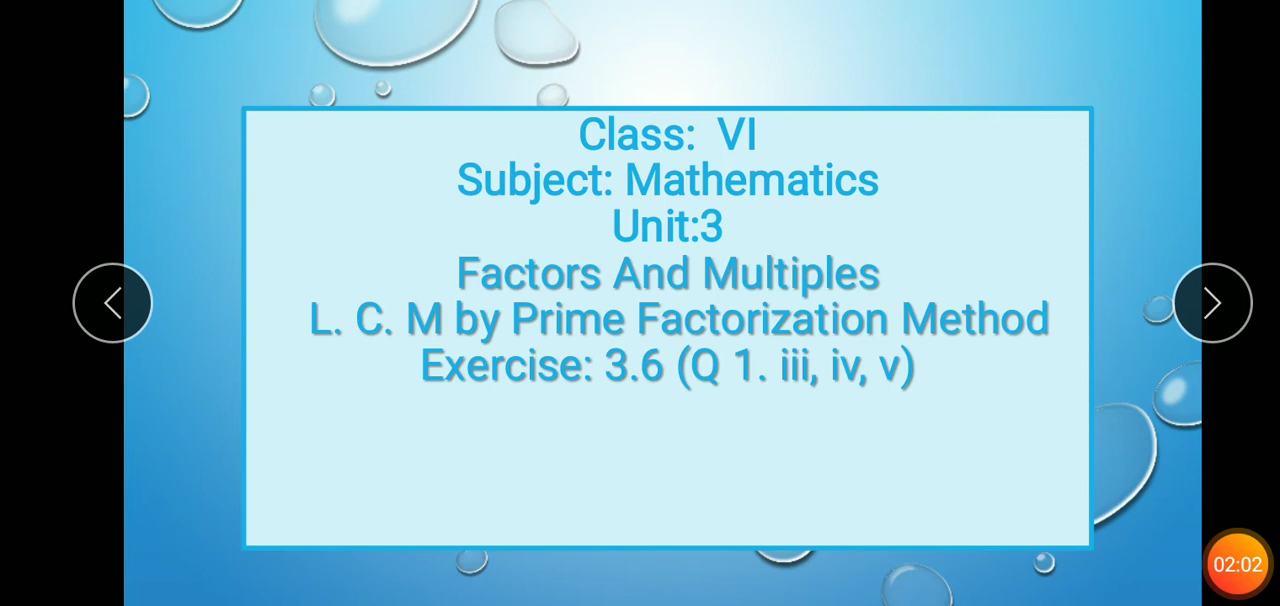 Class: VI
Subject: Mathematics
Unit:3
Factors And Multiples
L. C. M by Prime Factorization Method
Exercise: 3.6 (Q 1. iii, iv, v)
02:02